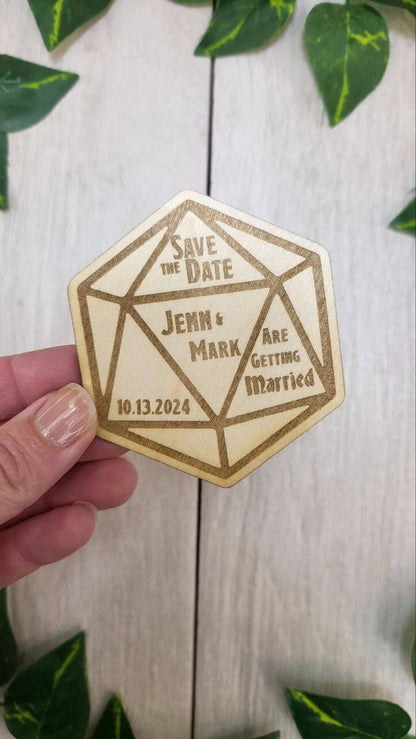 SAVE
THE DATE
JENN &
MARK
ARE
GETTING
MARRIED
10.13.2024